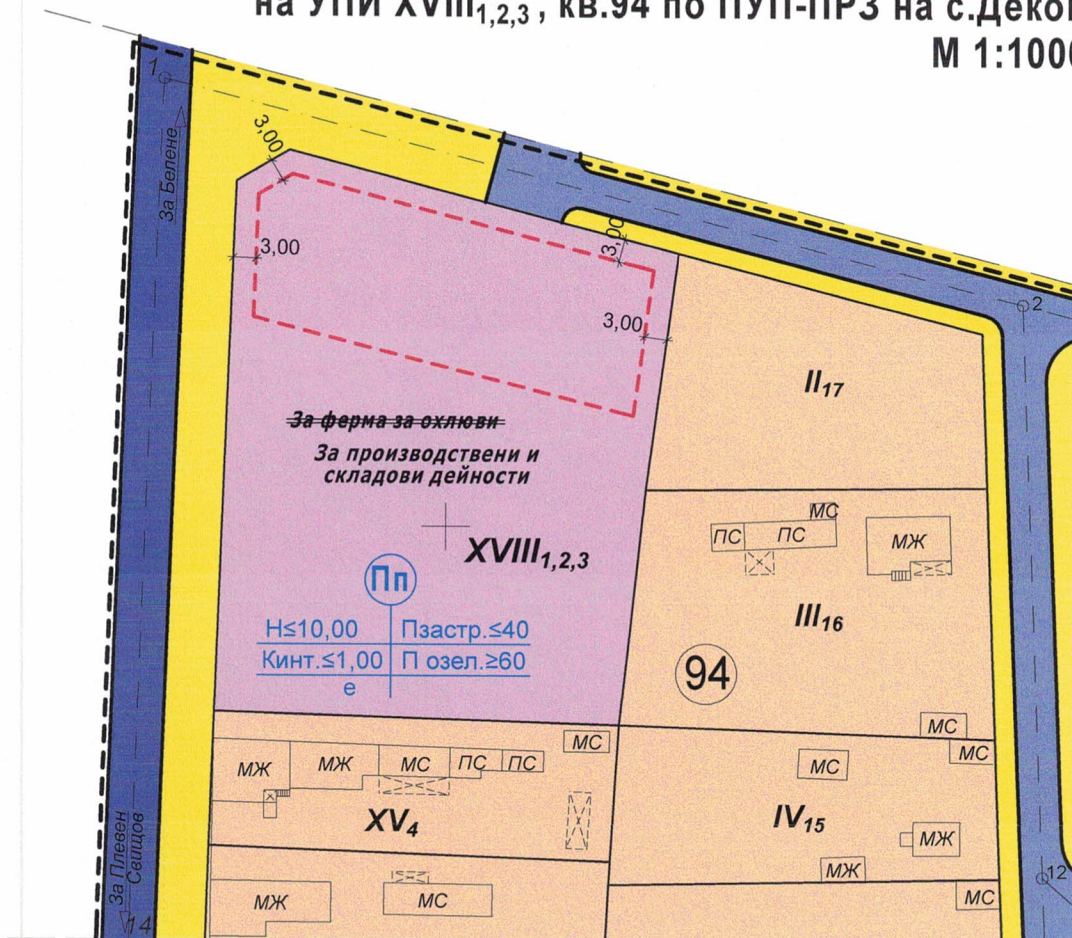 на УПИ XVIII1,2,3 , кв.94 по ПУП-ПРЗ на с.Деко
М 1:1000
1
3,00
За Белене
3,00
3,00
2
3,00
II17
За ферма за охлюви
За производствени и
складови дейности
МС
ПС
ПС
МЖ
XVIII1,2,3
Пп
III16
Н≤10,00
Пзастр.≤40
Кинт.≤1,00
П озел.≥60
е
94
МС
МС
МС
МЖ
МЖ
МС
ПС
ПС
МС
XV4
IV15
МЖ
За Плевен
Свищов
МЖ
12
МЖ
МС
МС
14